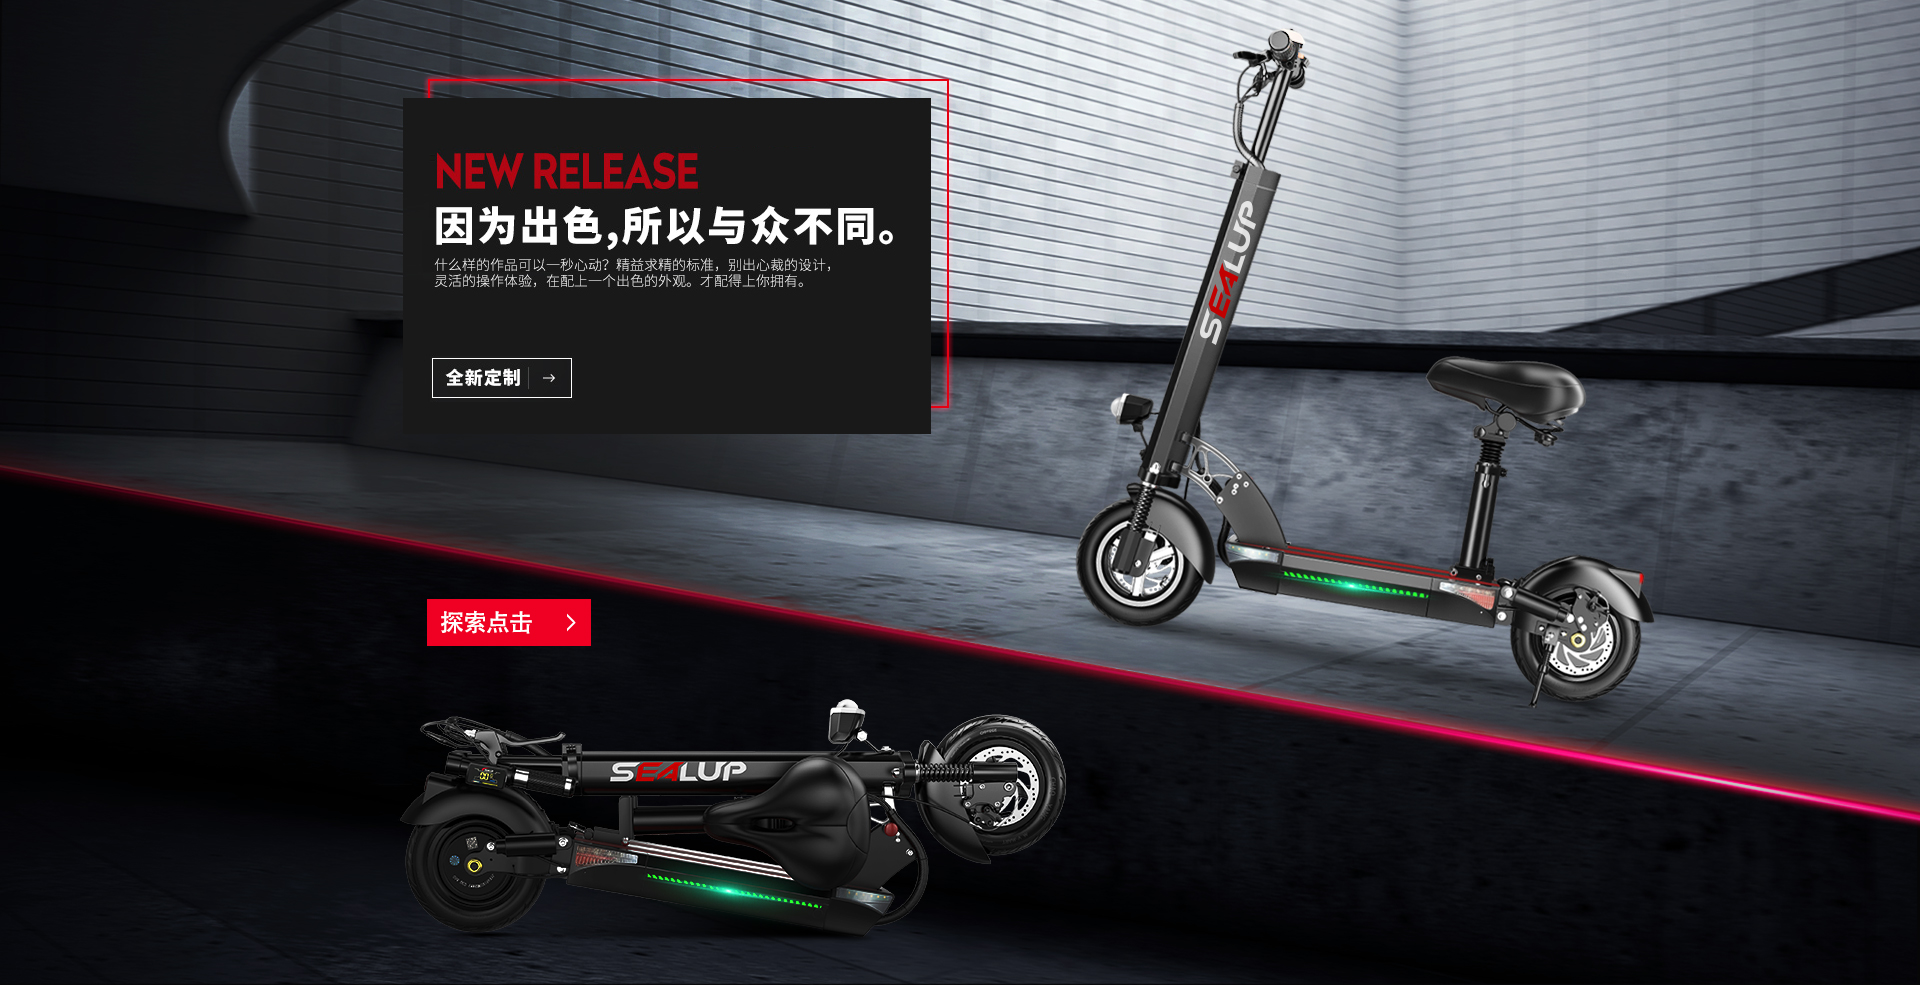 NEW RELEASE
因为出色,所以与众不同。
什么样的作品可以一秒心动？精益求精的标准，别出心裁的设计，
灵活的操作体验，在配上一个出色的外观。才配得上你拥有。
全新定制 →
SEALUP
探索点击
SEALUP